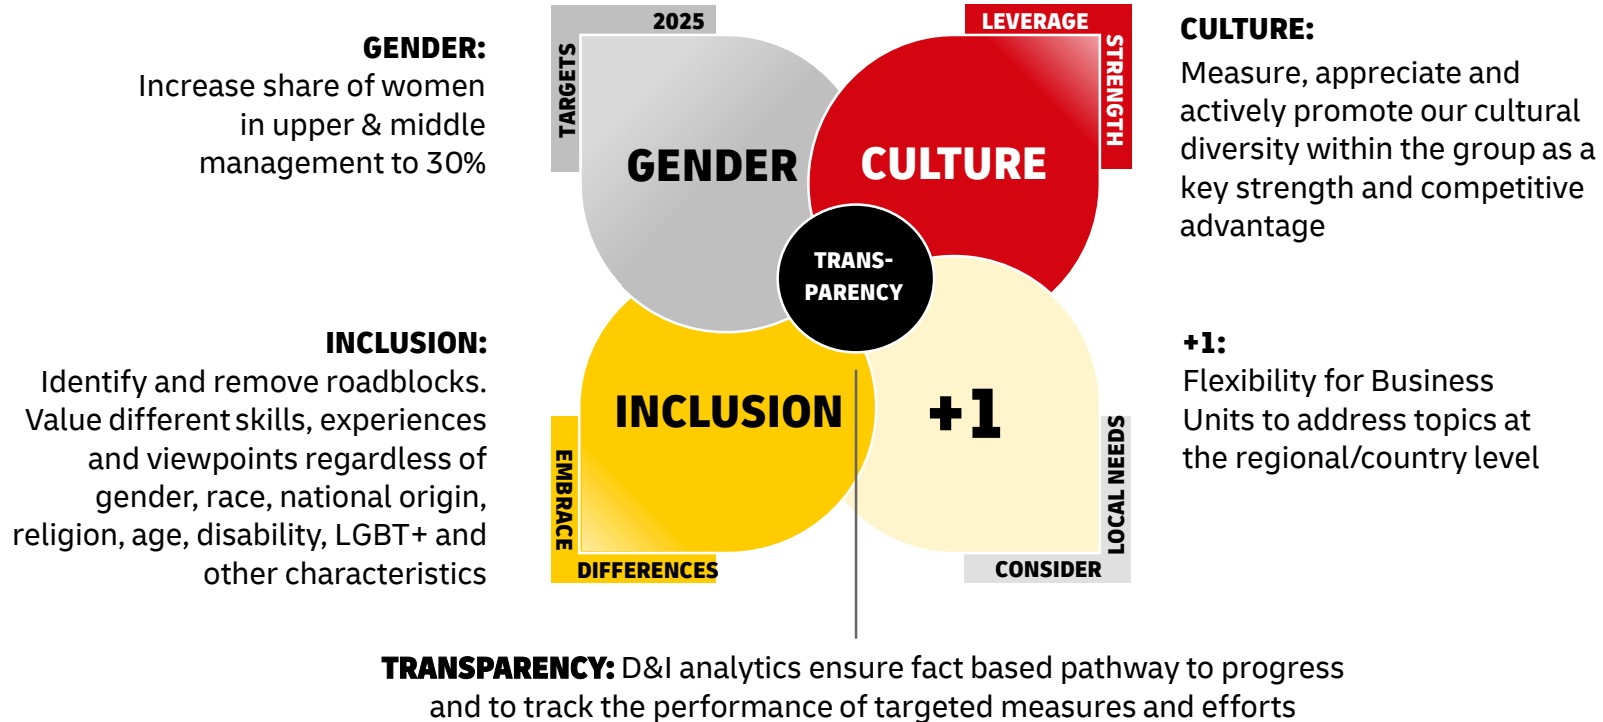 GENDER:
Increase share of women
in upper & middle
management to 30%
TARGETS
2025
GENDER
LEVERAGE
STRENGTH
CULTURE
CULTURE:
Measure, appreciate and
actively promote our cultural
diversity within the group as a
key strength and competitive
advantage
TRANS-
PARENCY
INCLUSION:
Identify and remove roadblocks.
Value different skills, experiences
and viewpoints regardless of
gender, race, national origin,
religion, age, disability, LGBT+ and
other characteristics
INCLUSION
EMBRACE
DIFFERENCES
+1
CONSIDER
LOCAL NEEDS
+1:
Flexibility for Business
Units to address topics at
the regional/country level
TRANSPARENCY: D&I analytics ensure fact based pathway to progress
and to track the performance of targeted measures and efforts